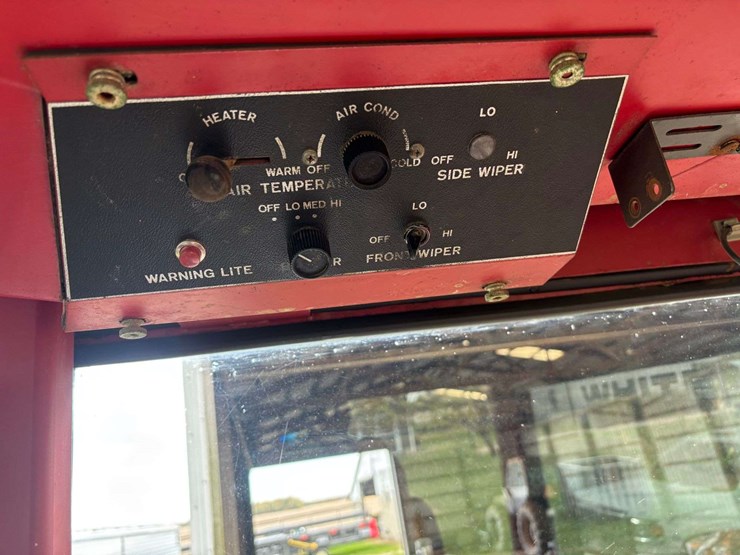 HEATER
AIR COND
LO
WARM OFF
COLD
OFF
HI
AIR TEMPERAT
SIDE WIPER
OFF LO MED HI
LO
OFF
HI
FRONT WIPER
WARNING LITE